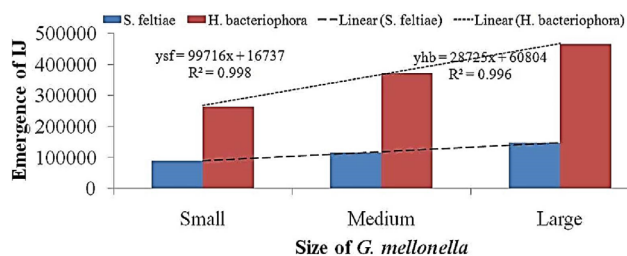 S. feltiae H. bacteriophora Linear (S. feltiae) Linear (H. bacteriophora)
500000
400000
300000
200000
100000
0
Emergence of IJ
ysf = 99716x + 16737
R² = 0.998
yhb = 28725x + 60804
R² = 0.996
Small Medium Large
Size of G. mellonella